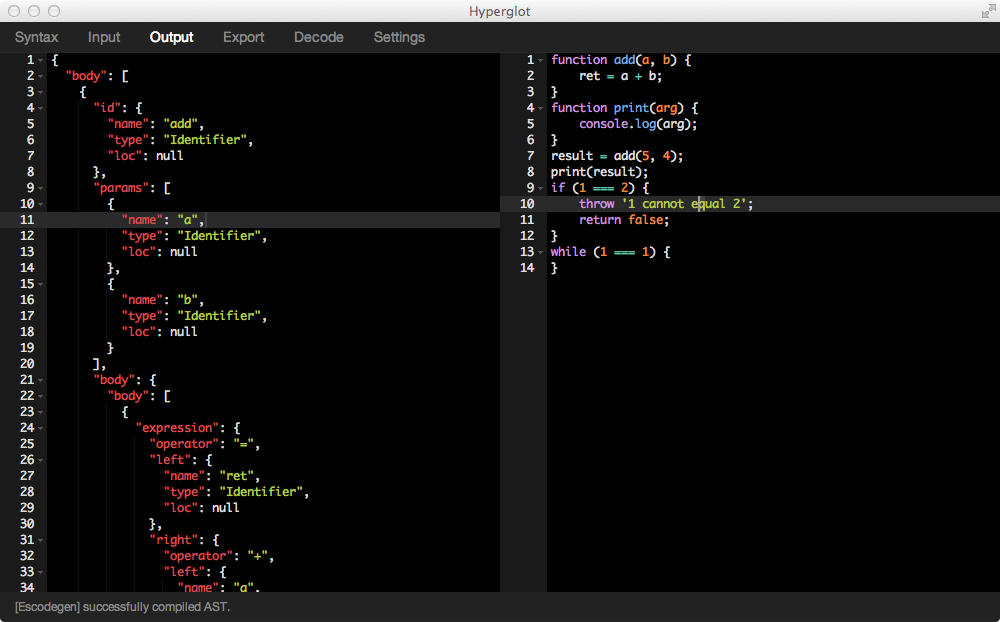 Hyperglot
Syntax Input Output Export Decode Settings
1 {
2 "body": [
3 {
4 "id": {
5 "name": "add",
6 "type": "Identifier",
7 "loc": null
8 },
9 "params": [
10 {
11 "name": "a",
12 "type": "Identifier",
13 "loc": null
14 },
15 {
16 "name": "b",
17 "type": "Identifier",
18 "loc": null
19 }
20 ],
21 "body": {
22 "body": [
23 {
24 "expression": {
25 "operator": "=",
26 "left": {
27 "name": "ret",
28 "type": "Identifier",
29 "loc": null
30 },
31 "right": {
32 "operator": "+",
33 "left": {
34 "name": "a",
1 function add(a, b) {
2 ret = a + b;
3 }
4 function print(arg) {
5 console.log(arg);
6 }
7 result = add(5, 4);
8 print(result);
9 if (1 === 2) {
10 throw '1 cannot equal 2';
11 return false;
12 }
13 while (1 === 1) {
14 }
[Escodegen] successfully compiled AST.